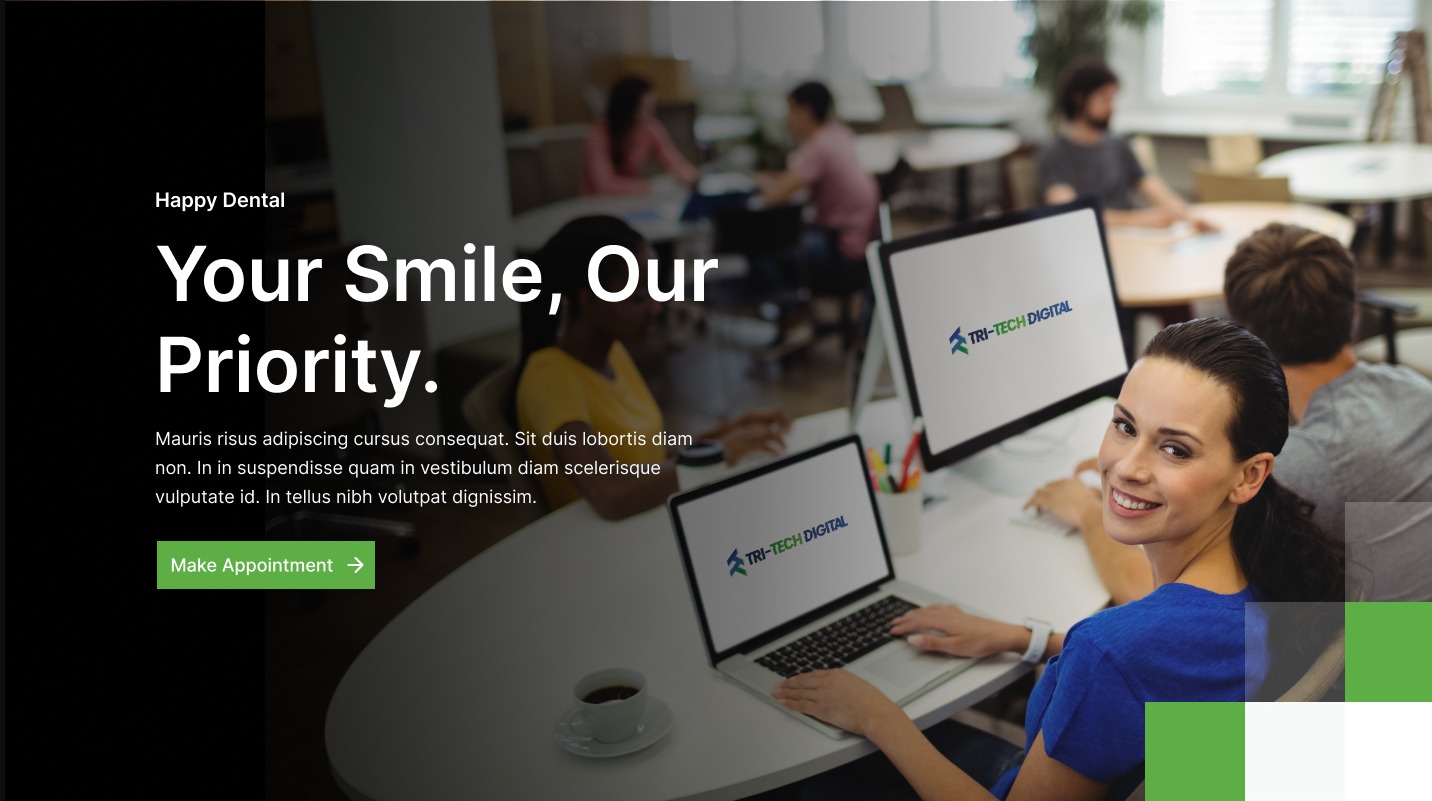 Happy Dental
Your Smile, Our
Priority.
Mauris risus adipiscing cursus consequat. Sit duis lobortis diam
non. In in suspendisse quam in vestibulum diam scelerisque
vulputate id. In tellus nibh volutpat dignissim.
Make Appointment
TRI-TECH DIGITAL
TRI-TECH DIGITAL